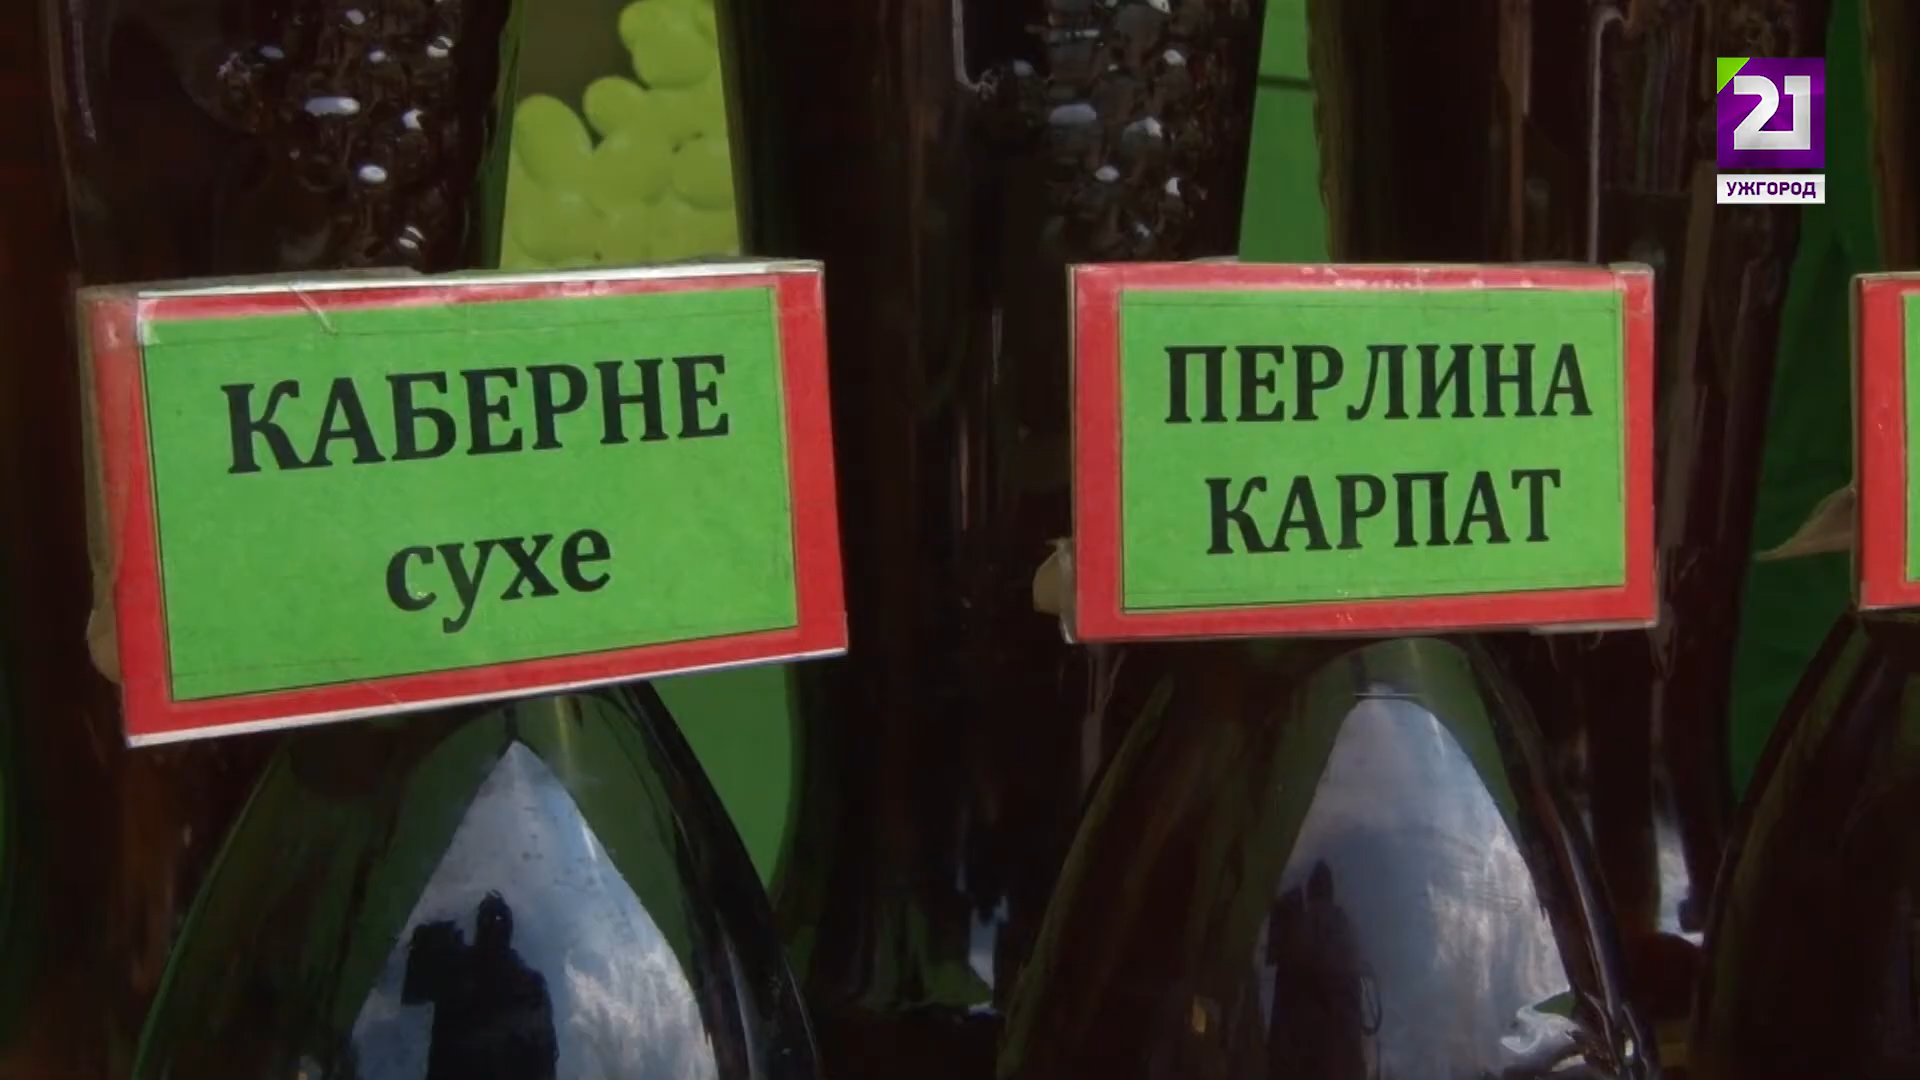 КАБЕРНЕ
сухе
ПЕРЛИНА
КАРПАТ
21
УЖГОРОД